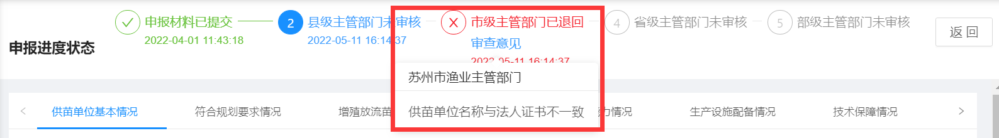 申报进度状态
申报材料已提交
2022-04-01 11:43:18
2
县级主管部门未审核
2022-05-11 16:14:37
市级主管部门已退回
审查意见
2022-05-11 16:14:37
4
省级主管部门未审核
5
部级主管部门未审核
返 回
苏州市渔业主管部门
供苗单位名称与法人证书不一致
供苗单位基本情况
符合规划要求情况
增殖放流苗
力情况
生产设施配备情况
技术保障情况